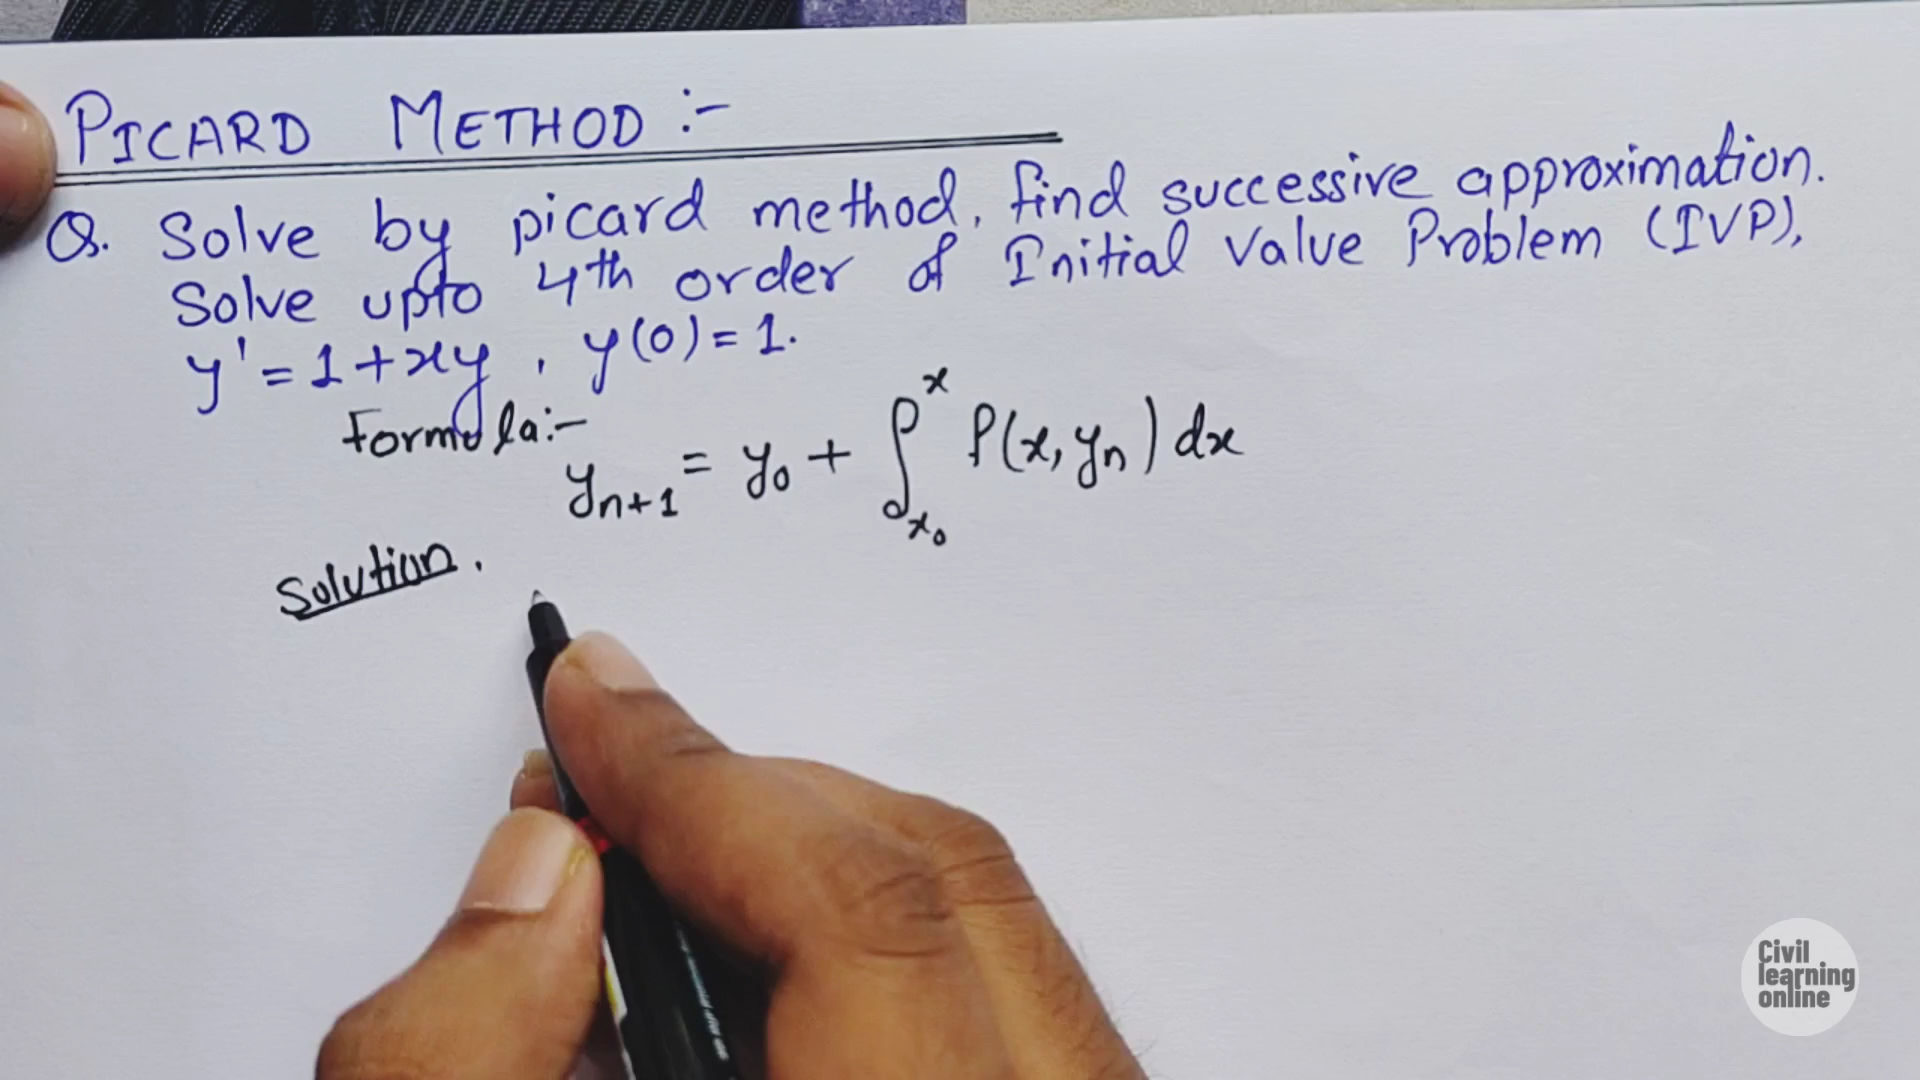 PICARD METHOD :-
Q. Solve by picard method, find successive approximation.
Solve upto 4th order of Initial Value Problem (IVP),
y' = 1 + xy , y(0) = 1.
Formula:-
yₙ₊₁ = y₀ + ∫ₓ₀ˣ f(x, yₙ) dx
Solution.
Civil
learning
online